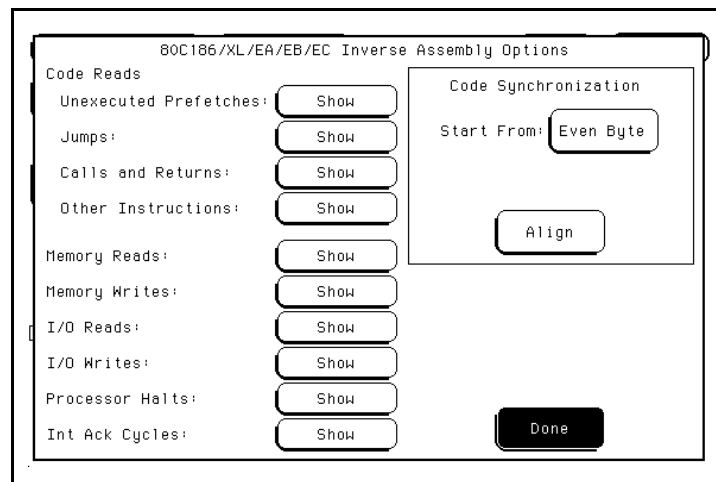 80C186/XL/EA/EB/EC Inverse Assembly Options
Code Reads
Unexecuted Prefetches: Show
Jumps: Show
Calls and Returns: Show
Other Instructions: Show
Memory Reads: Show
Memory Writes: Show
I/O Reads: Show
I/O Writes: Show
Processor Halts: Show
Int Ack Cycles: Show
Code Synchronization
Start From: Even Byte
Align
Done